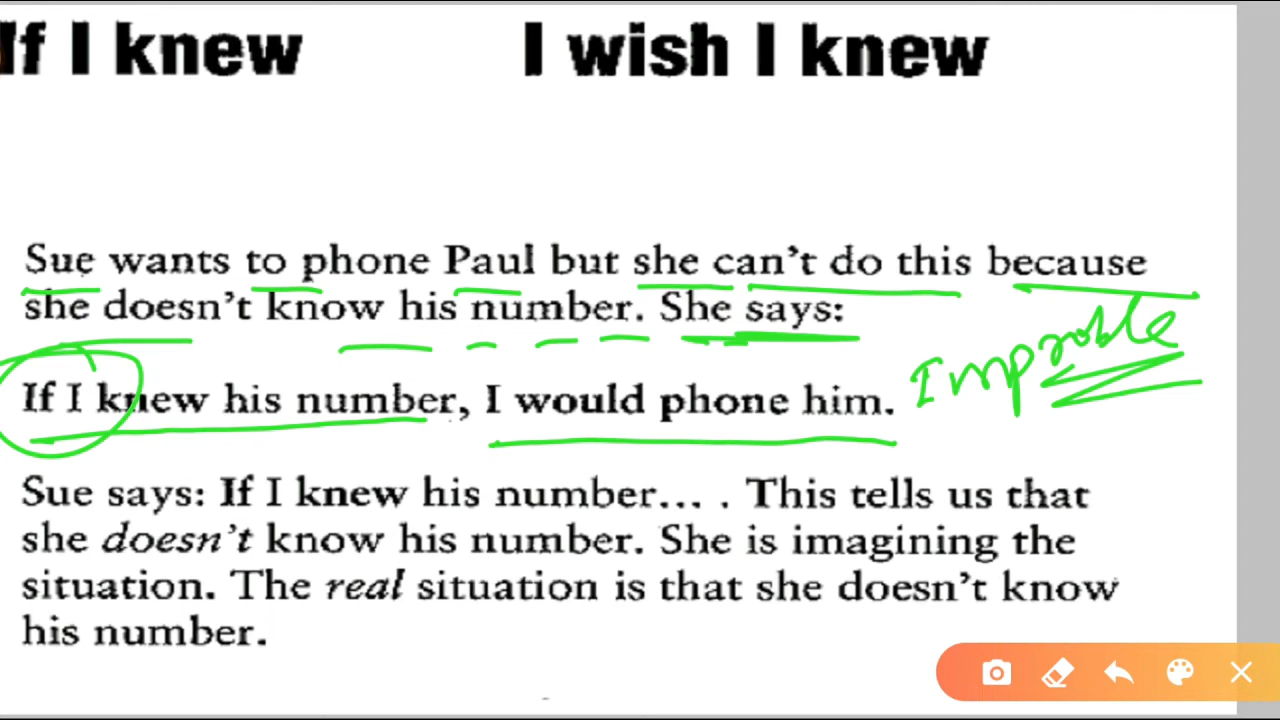 If I knew I wish I knew
Sue wants to phone Paul but she can't do this because
she doesn't know his number. She says:
Improble
If I knew his number, I would phone him.
Sue says: If I knew his number... . This tells us that
she doesn't know his number. She is imagining the
situation. The real situation is that she doesn't know
his number.